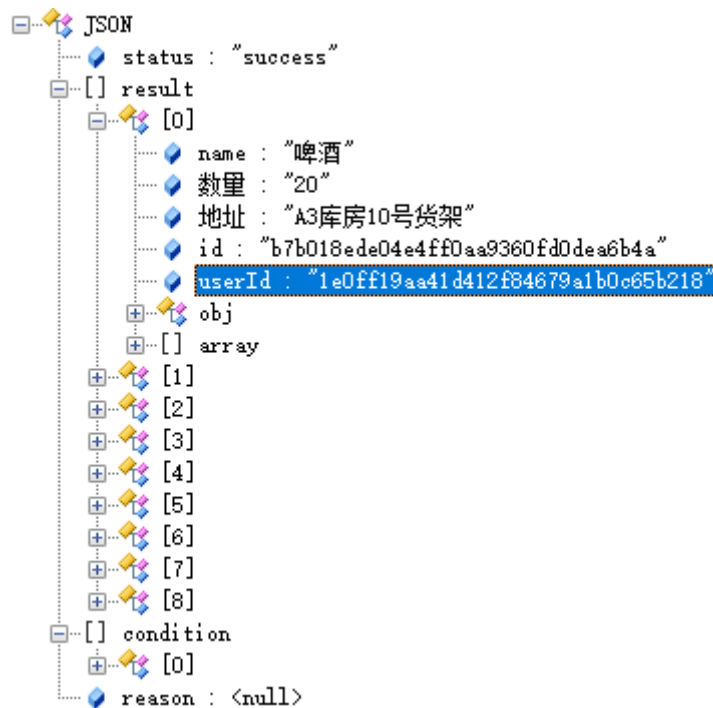 JSON
status : "success"
[] result
[0]
name : "啤酒"
数量 : "20"
地址 : "A3库房10号货架"
id : "b7b018ede04e4ff0aa9360fd0dea6b4a"
userId : "1e0ff19aa41d412f84679a1b0c65b218"
obj
[] array
[1]
[2]
[3]
[4]
[5]
[6]
[7]
[8]
[] condition
[0]
reason : <null>